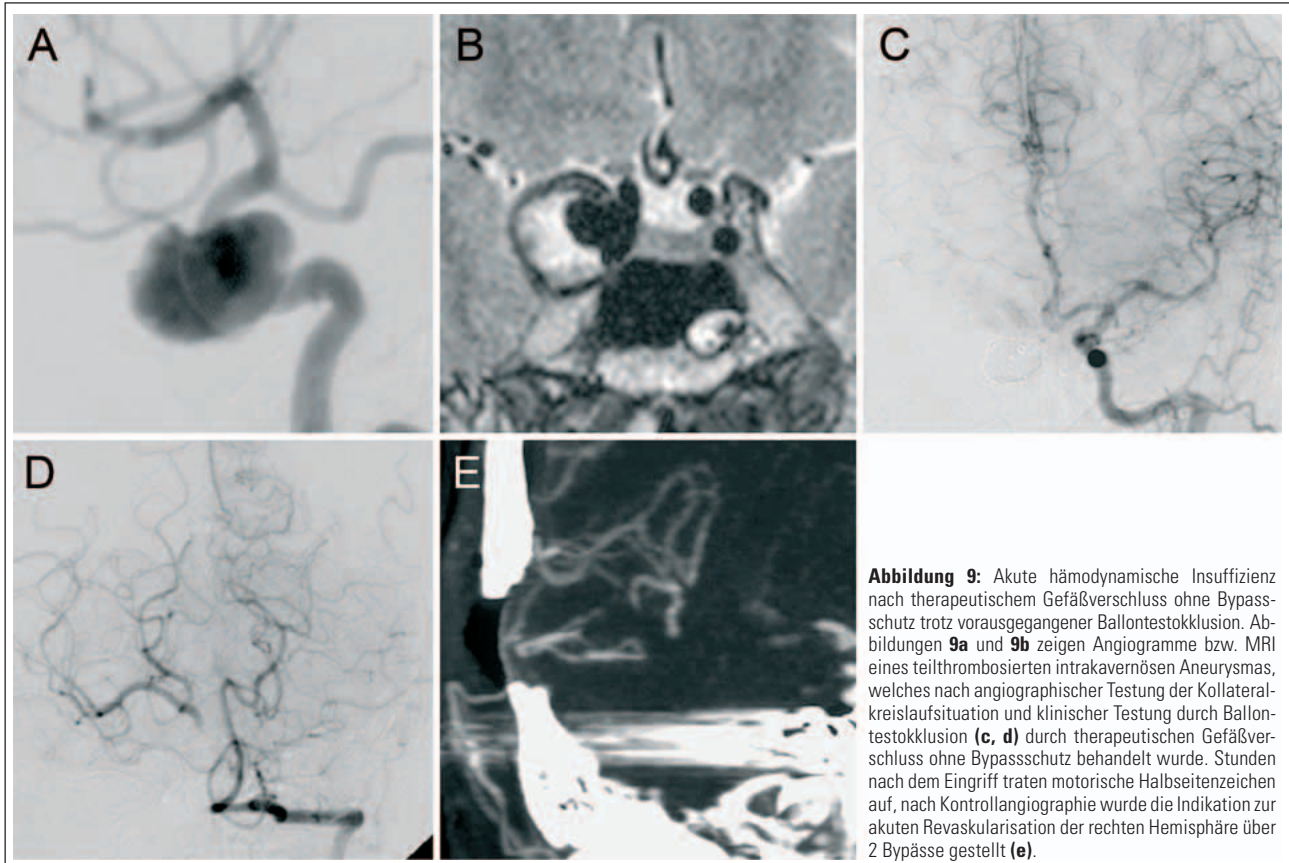 A
B
C
D
E
Abbildung 9: Akute hämodynamische Insuffizienz
nach therapeutischem Gefäßverschluss ohne Bypass-
schutz trotz vorausgegangener Ballontestokklusion. Ab-
bildungen 9a und 9b zeigen Angiogramme bzw. MRI
eines teilthrombosierten intrakavernösen Aneurysmas,
welches nach angiographischer Testung der Kollateral-
kreislaufsituation und klinischer Testung durch Ballon-
testokklusion (c, d) durch therapeutischen Gefäßver-
schluss ohne Bypassschutz behandelt wurde. Stunden
nach dem Eingriff traten motorische Halbseitenzeichen
auf, nach Kontrollangiographie wurde die Indikation zur
akuten Revaskularisation der rechten Hemisphäre über
2 Bypässe gestellt (e).